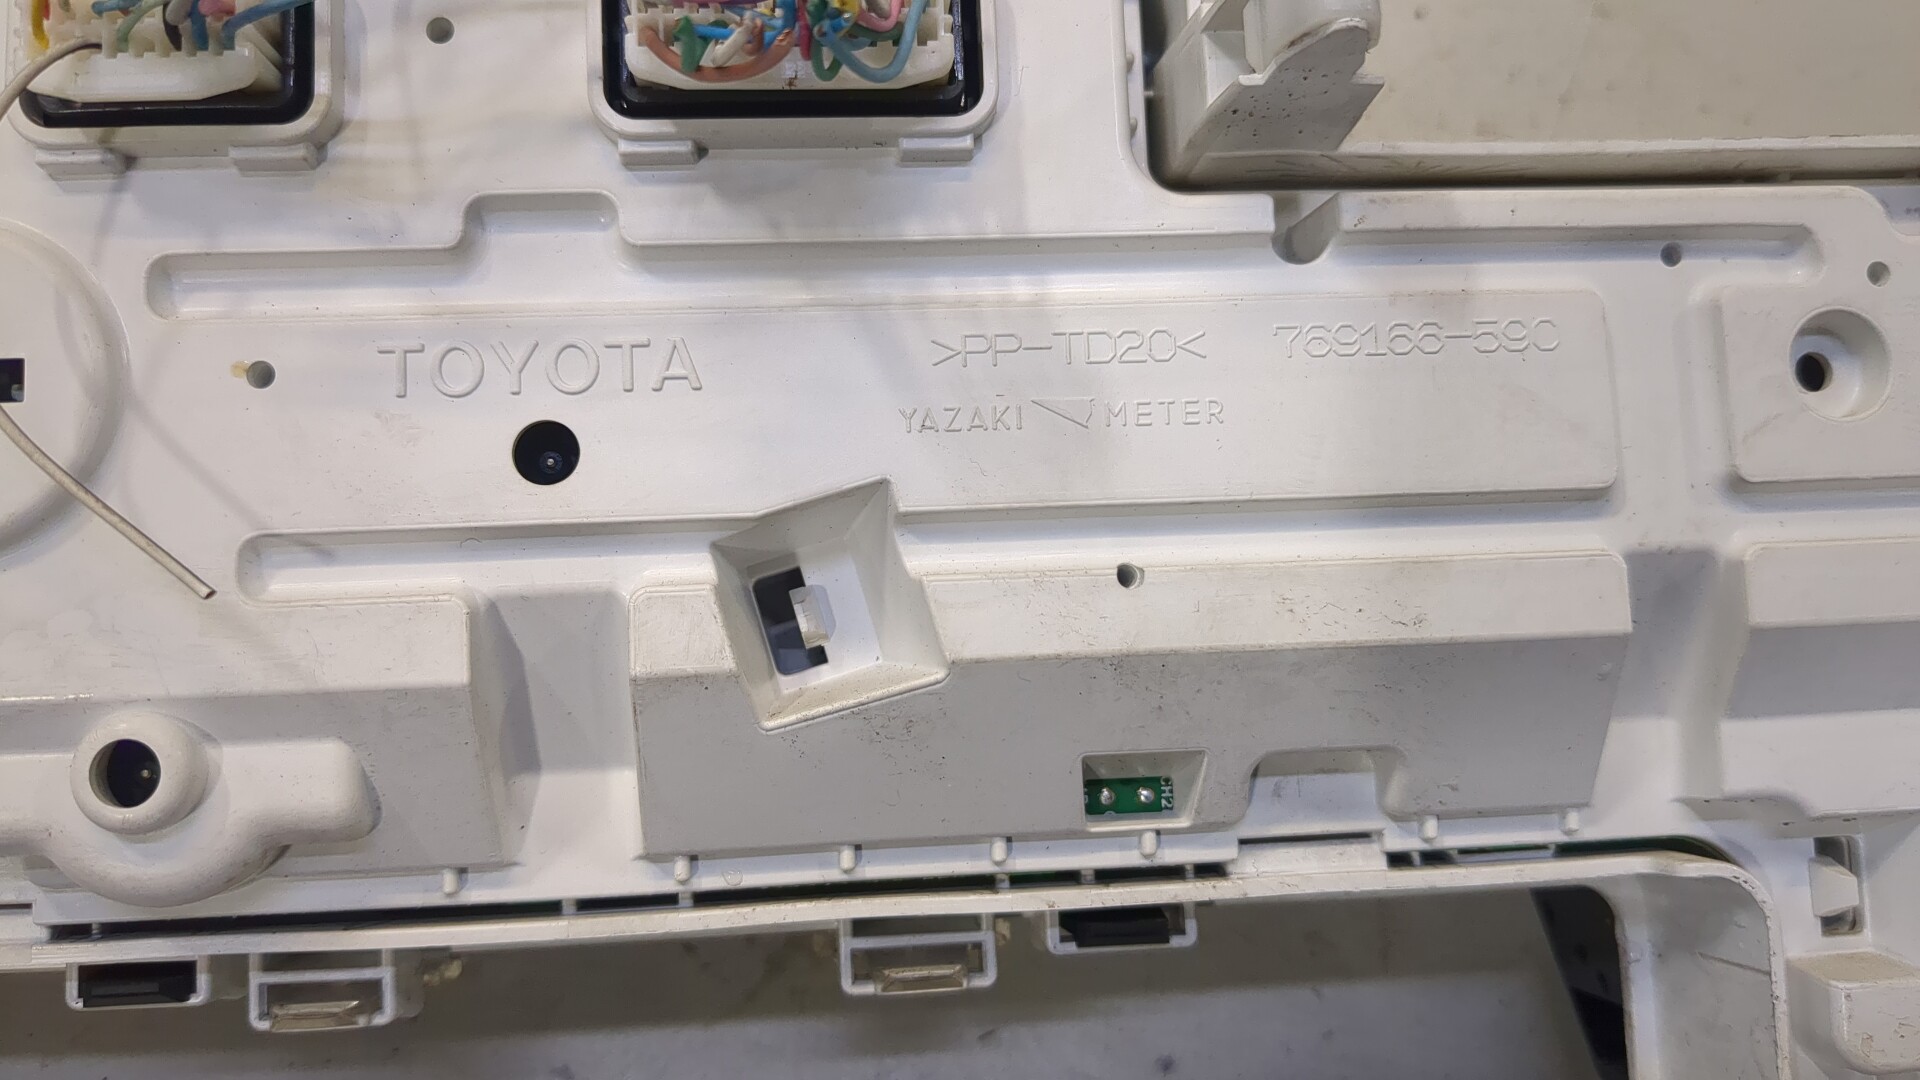 TOYOTA
>PP-TD20<
769166-590
YAZAKI METER
CH2